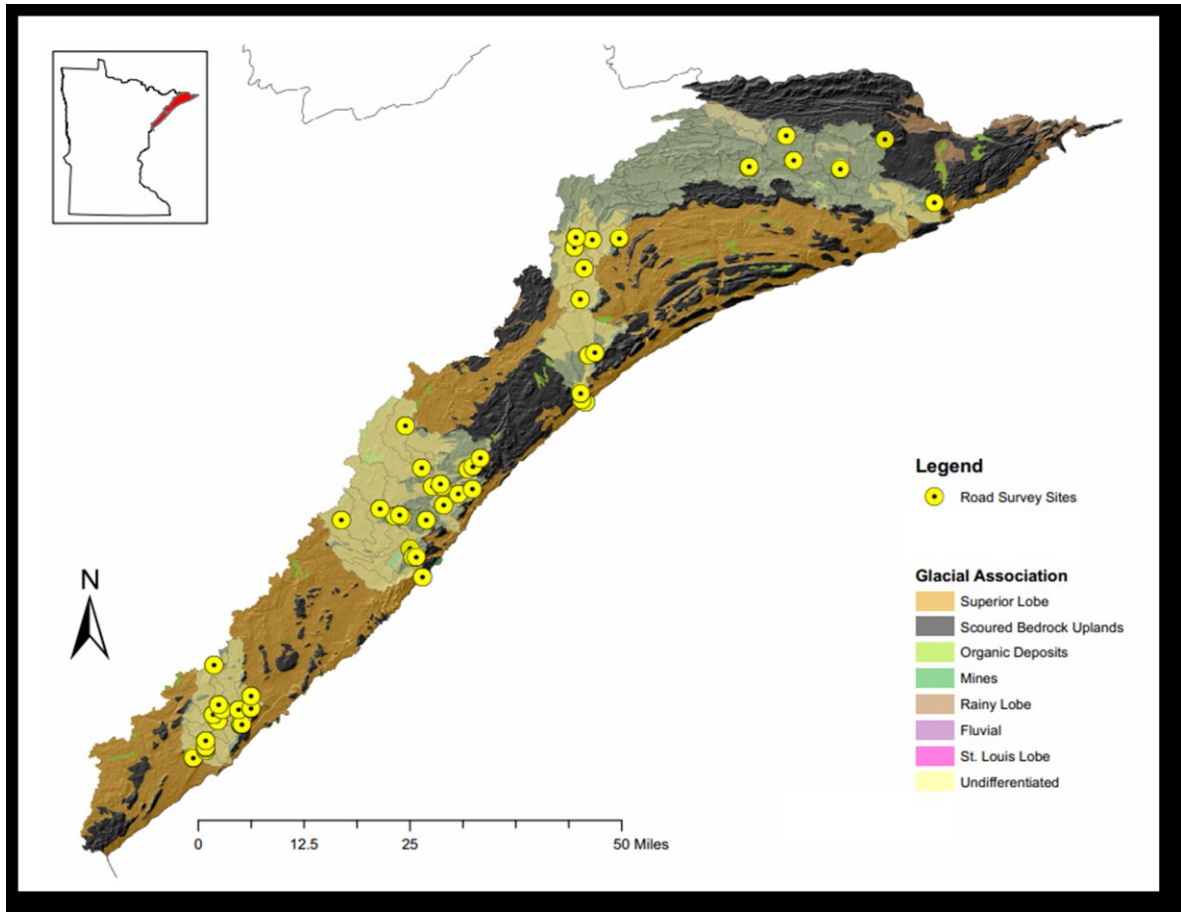 Legend
Road Survey Sites
Glacial Association
Superior Lobe
Scoured Bedrock Uplands
Organic Deposits
Mines
Rainy Lobe
Fluvial
St. Louis Lobe
Undifferentiated
N
0 12.5 25 50 Miles